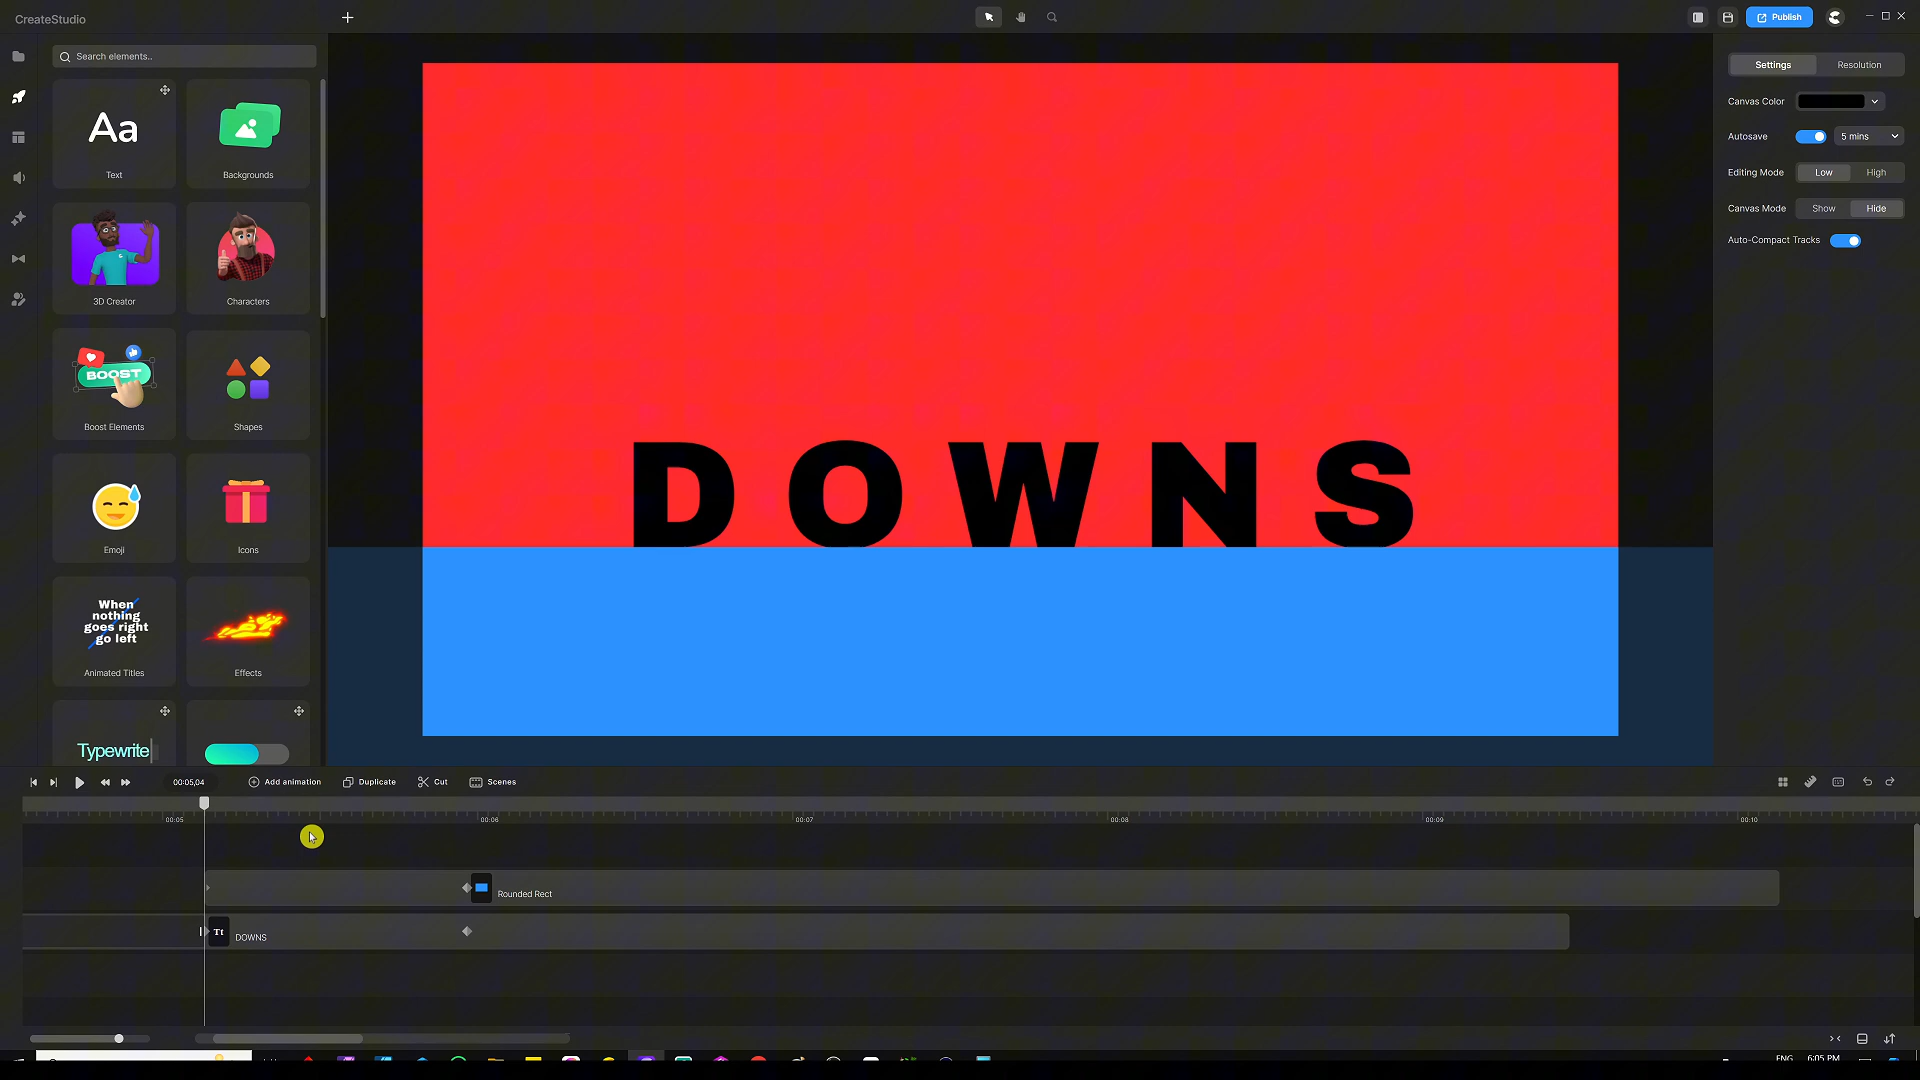 CreateStudio
Publish
Search elements..
Aa
Text
Backgrounds
3D Creator
Characters
BOOST
Boost Elements
Shapes
Emoji
Icons
When
nothing
goes right
go left
Animated Titles
Effects
Typewrite
DOWNS
Settings
Resolution
Canvas Color
Autosave
5 mins
Editing Mode
Low
High
Canvas Mode
Show
Hide
Auto-Compact Tracks
00:05,04
Add animation
Duplicate
Cut
Scenes
00:05
00:06
00:07
00:08
00:09
00:10
Rounded Rect
Tt
DOWNS
ENG
6:05 PM